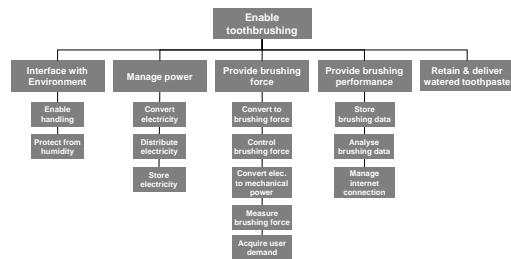 Enable
toothbrushing
Interface with
Environment
Manage power
Provide brushing
force
Provide brushing
performance
Retain & deliver
watered toothpaste
Enable
handling
Protect from
humidity
Convert
electricity
Distribute
electricity
Store
electricity
Convert to
brushing force
Control
brushing force
Convert elec.
to mechanical
power
Measure
brushing force
Acquire user
demand
Store
brushing data
Analyse
brushing data
Manage
internet
connection